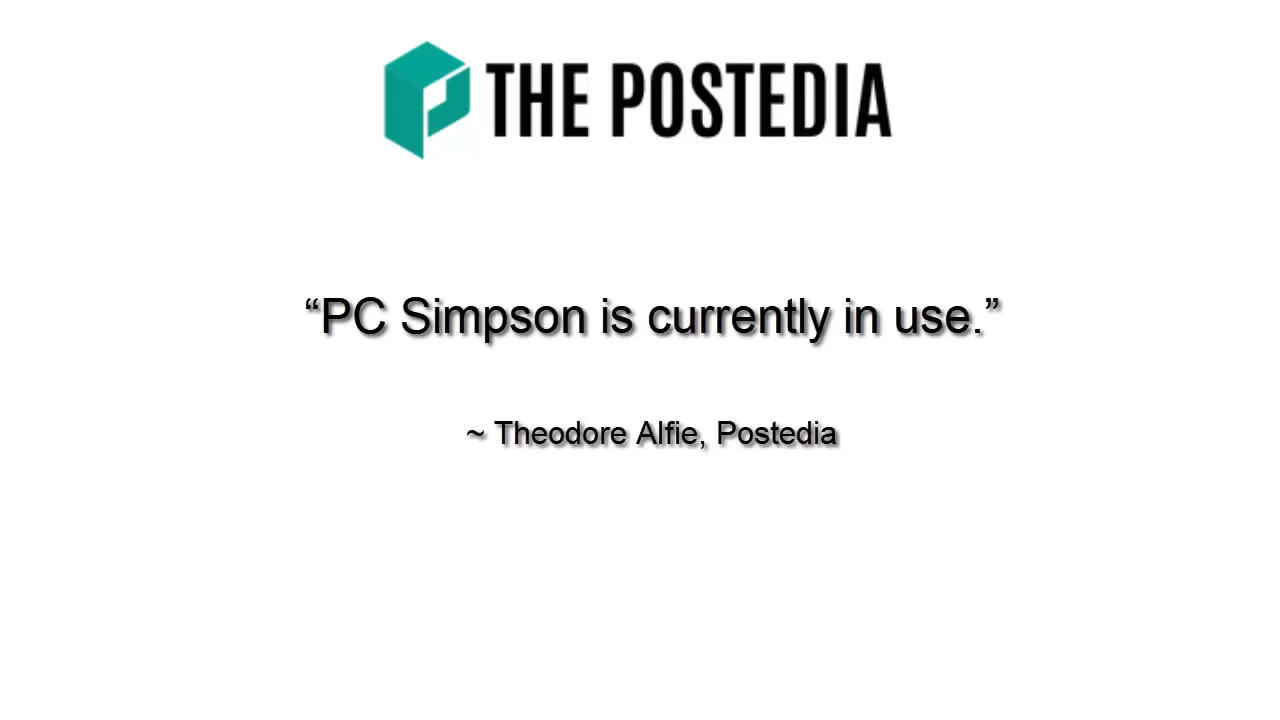 THE POSTEDIA
“PC Simpson is currently in use.”
~ Theodore Alfie, Postedia